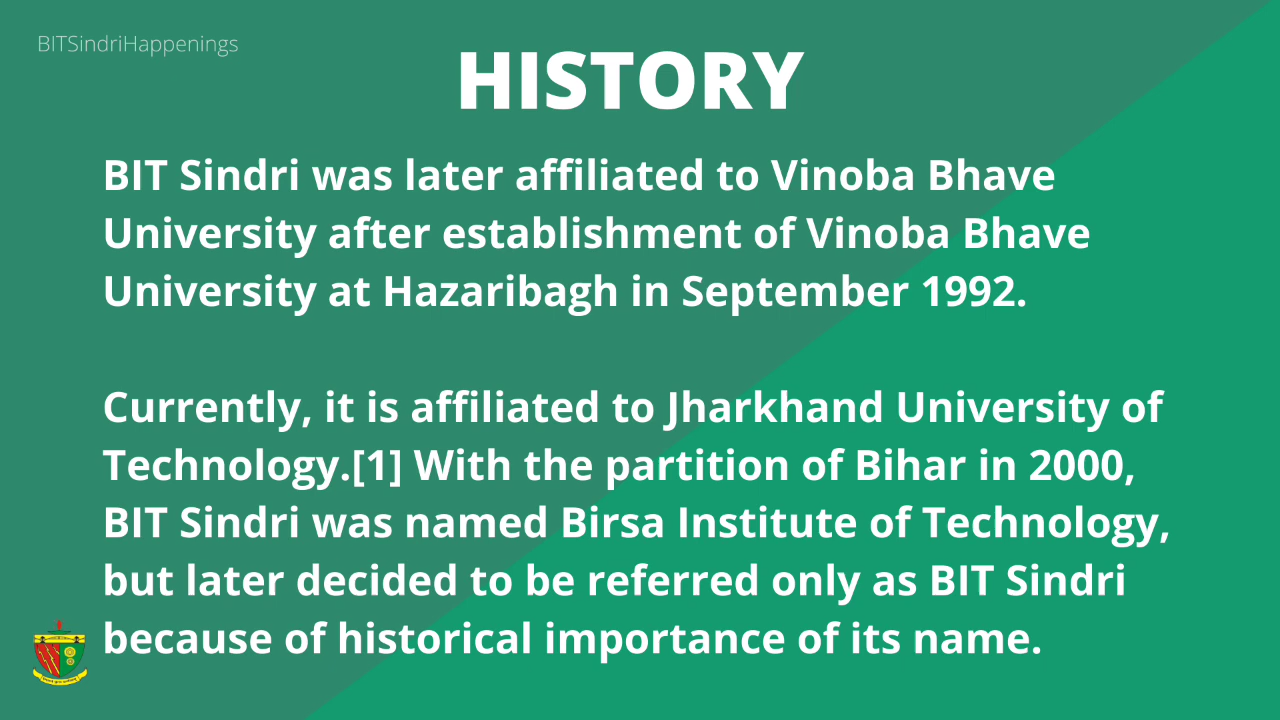 BITSindriHappenings
HISTORY
BIT Sindri was later affiliated to Vinoba Bhave
University after establishment of Vinoba Bhave
University at Hazaribagh in September 1992.
Currently, it is affiliated to Jharkhand University of
Technology.[1] With the partition of Bihar in 2000,
BIT Sindri was named Birsa Institute of Technology,
but later decided to be referred only as BIT Sindri
because of historical importance of its name.